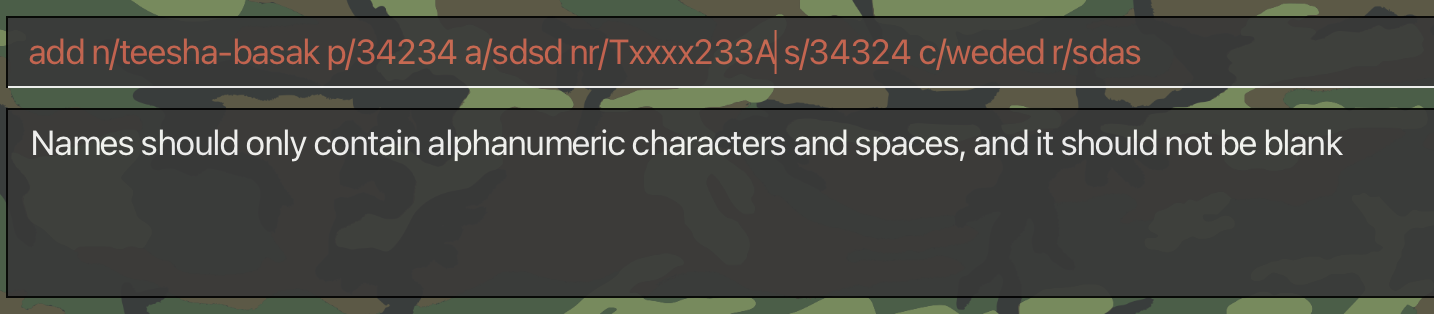 add n/teesha-basak p/34234 a/sdsd nr/Txxxx233A s/34324 c/weded r/sdas
Names should only contain alphanumeric characters and spaces, and it should not be blank